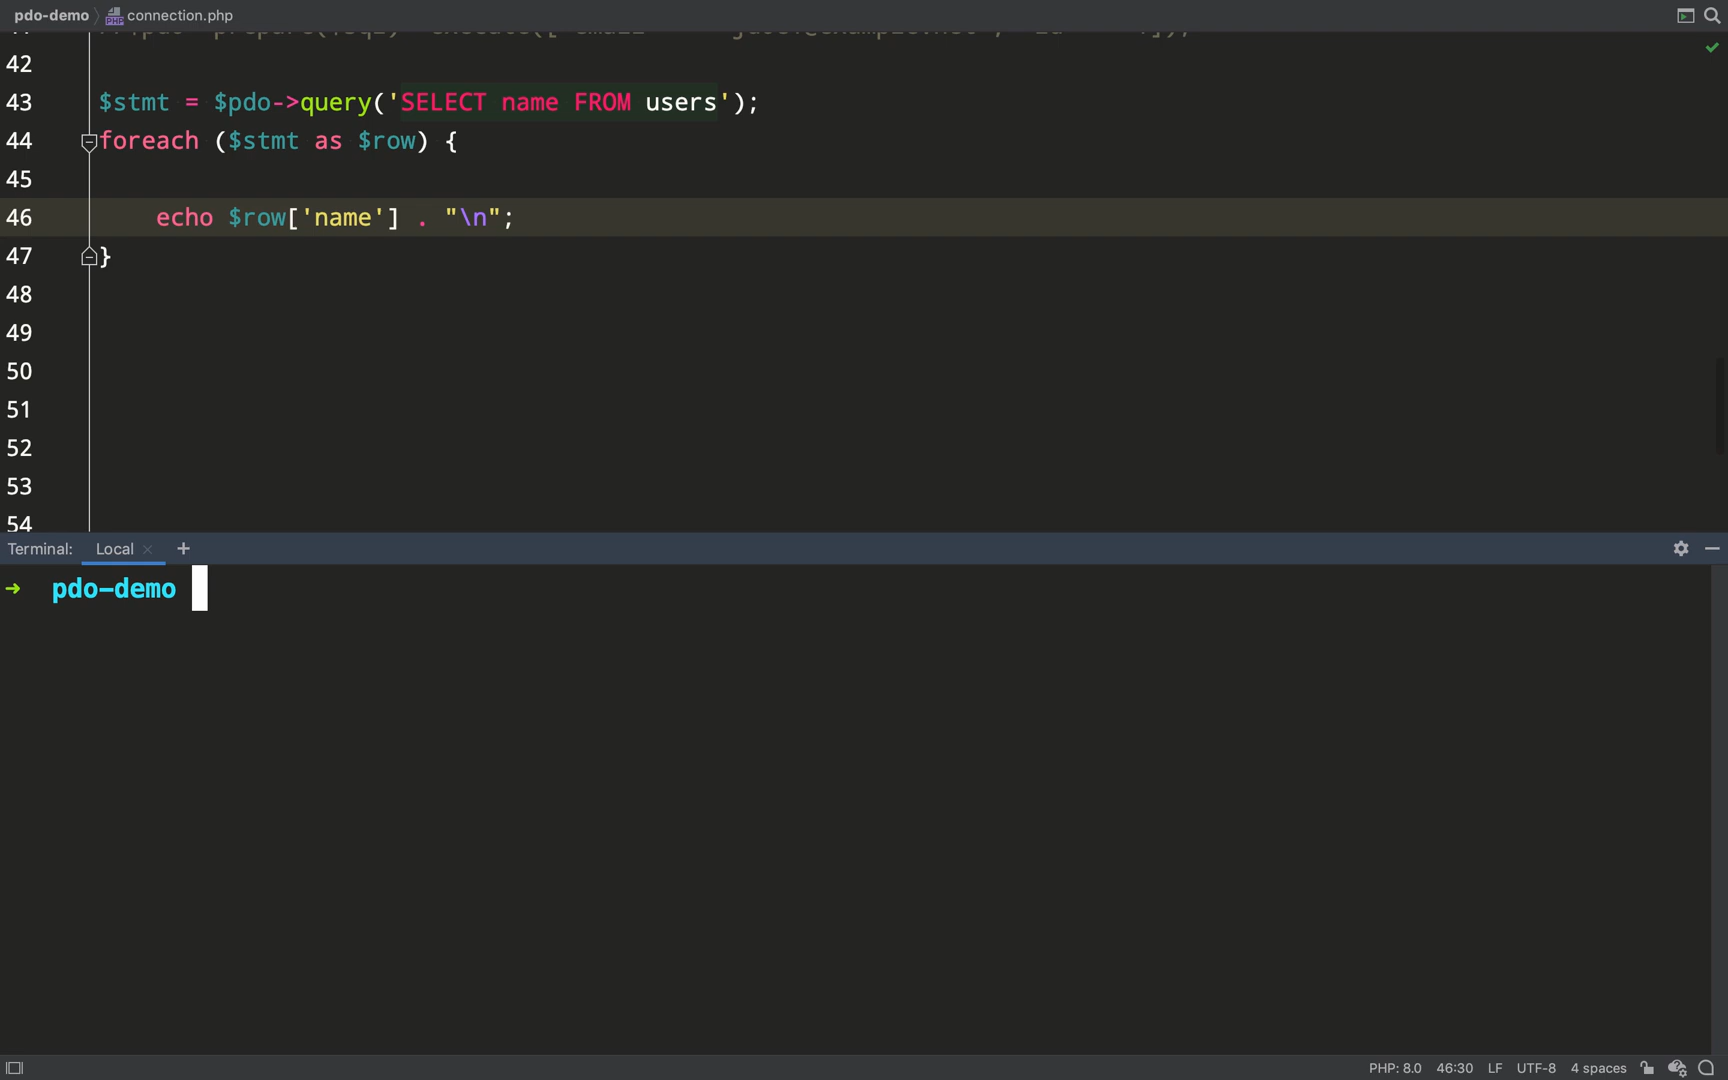 pdo-demo connection.php
42
43 $stmt = $pdo->query('SELECT name FROM users');
44 foreach ($stmt as $row) {
45
46 echo $row['name'] . "\n";
47 }
48
49
50
51
52
53
54
Terminal: Local × +
→ pdo-demo
PHP: 8.0 46:30 LF UTF-8 4 spaces